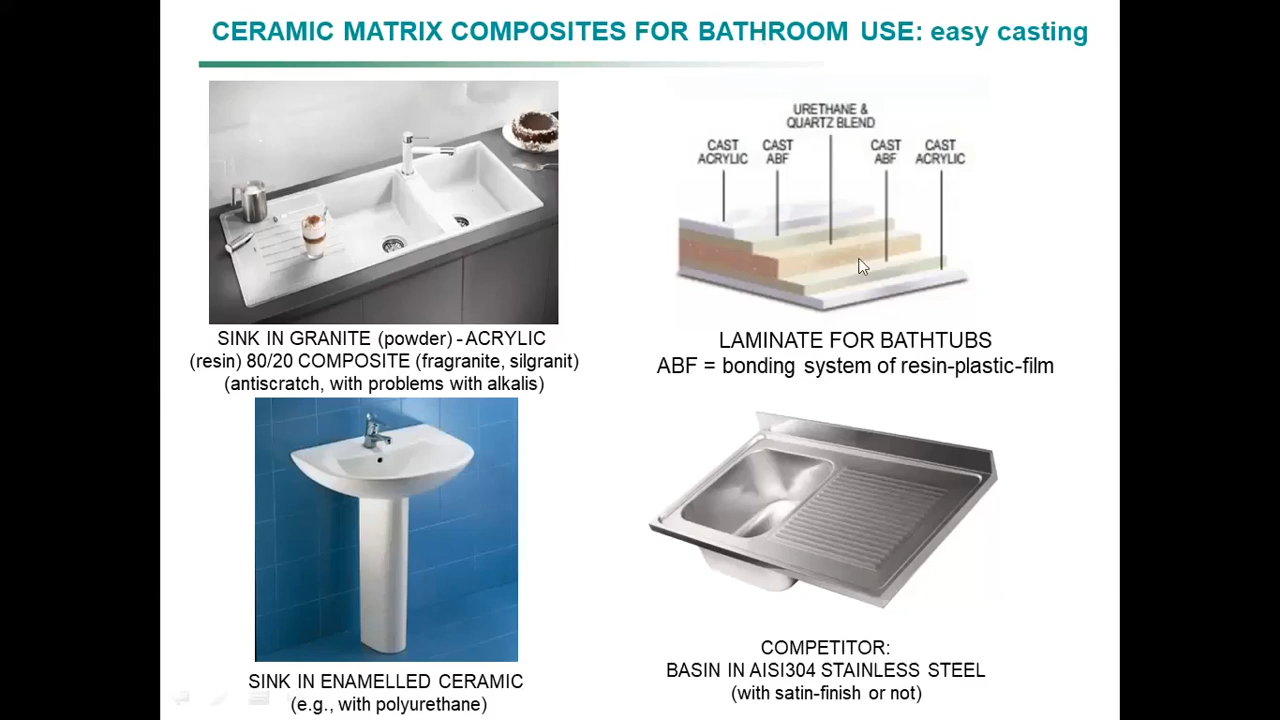 CERAMIC MATRIX COMPOSITES FOR BATHROOM USE: easy casting
URETHANE &
QUARTZ BLEND
CAST
ACRYLIC
CAST
ABF
CAST
ABF
CAST
ACRYLIC
SINK IN GRANITE (powder) - ACRYLIC
(resin) 80/20 COMPOSITE (fragranite, silgranit)
(antiscratch, with problems with alkalis)
LAMINATE FOR BATHTUBS
ABF = bonding system of resin-plastic-film
SINK IN ENAMELLED CERAMIC
(e.g., with polyurethane)
COMPETITOR:
BASIN IN AISI304 STAINLESS STEEL
(with satin-finish or not)